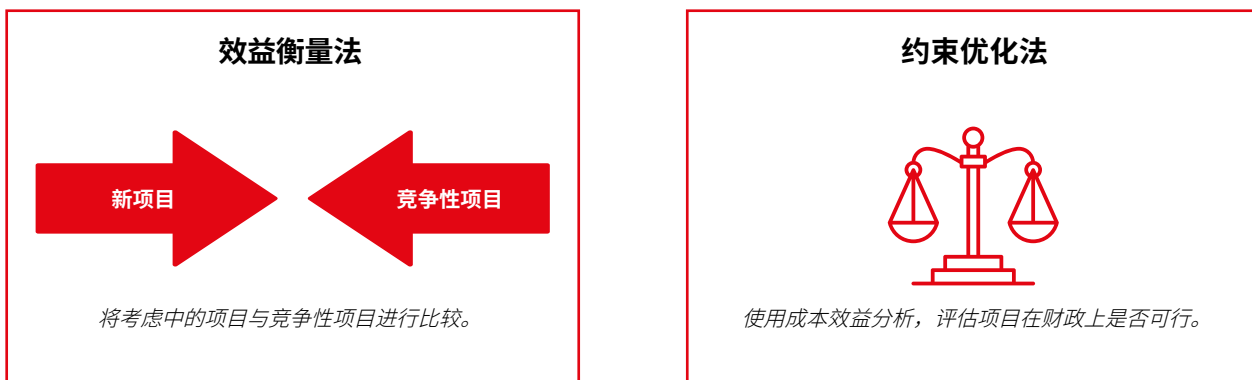 效益衡量法
新项目
竞争性项目
将考虑中的项目与竞争性项目进行比较。
约束优化法
使用成本效益分析，评估项目在财政上是否可行。